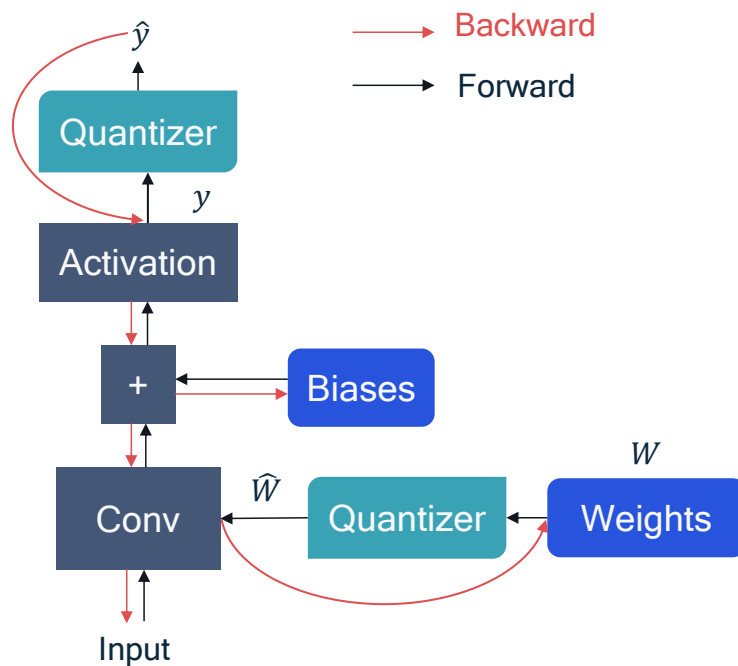 ŷ
Backward
Forward
Quantizer
y
Activation
+
Biases
W
Ŵ
Conv
Quantizer
Weights
Input